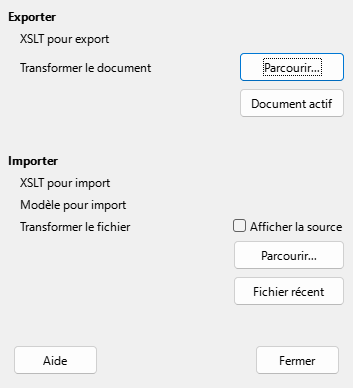 Exporter
XSLT pour export
Transformer le document
Parcourir...
Document actif
Importer
XSLT pour import
Modèle pour import
Transformer le fichier
Afficher la source
Parcourir...
Fichier récent
Aide
Fermer